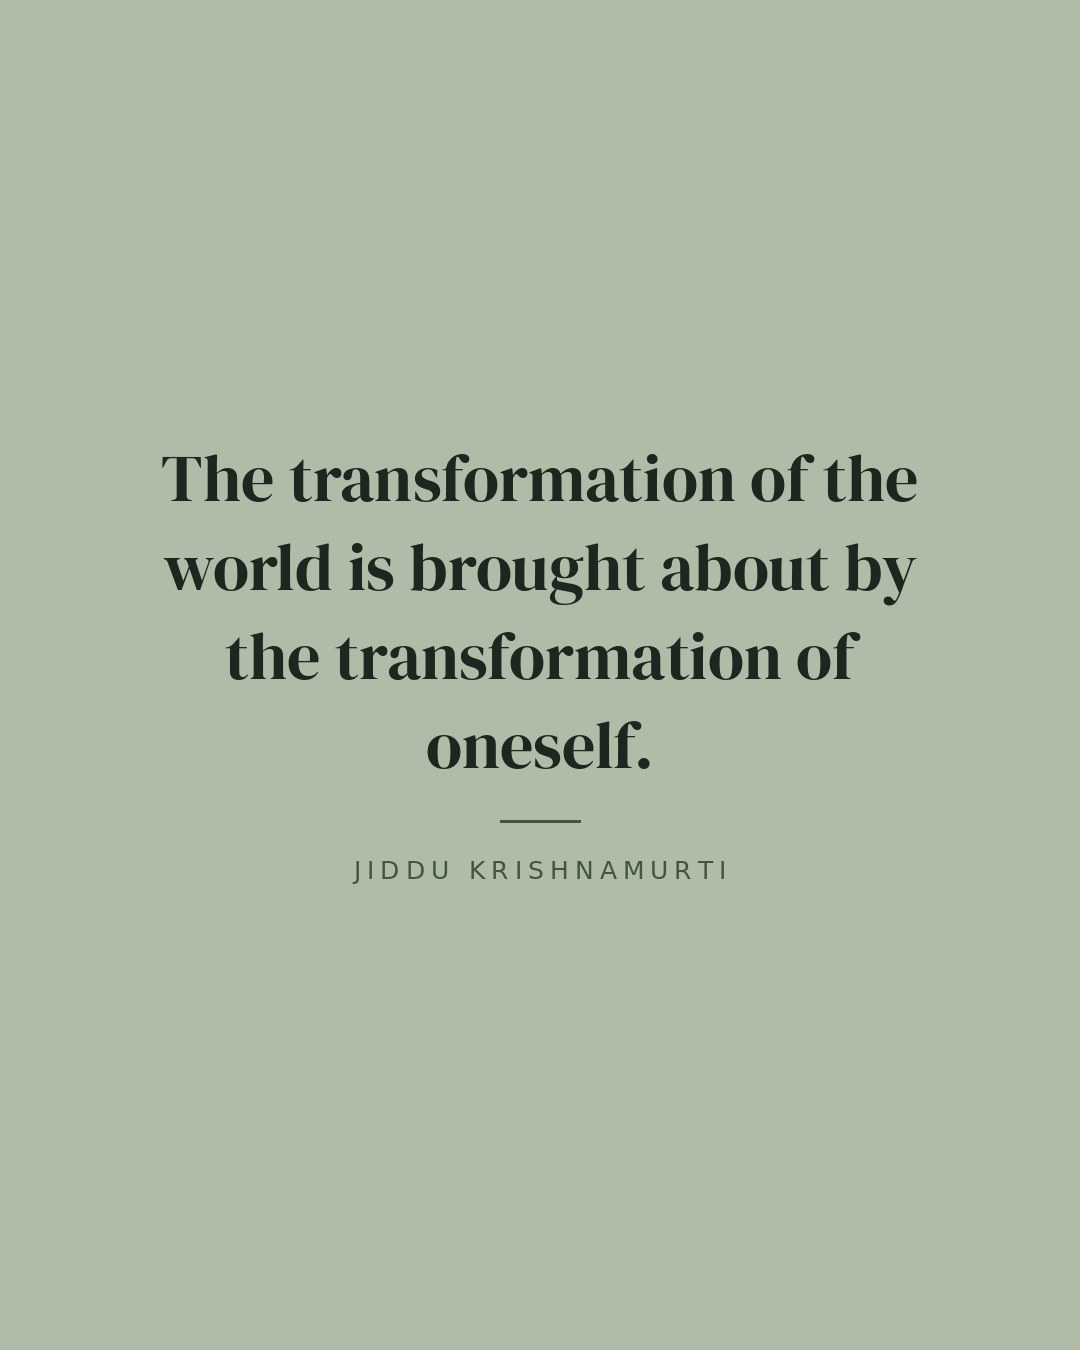 The transformation of the
world is brought about by
the transformation of
oneself.
JIDDU KRISHNAMURTI